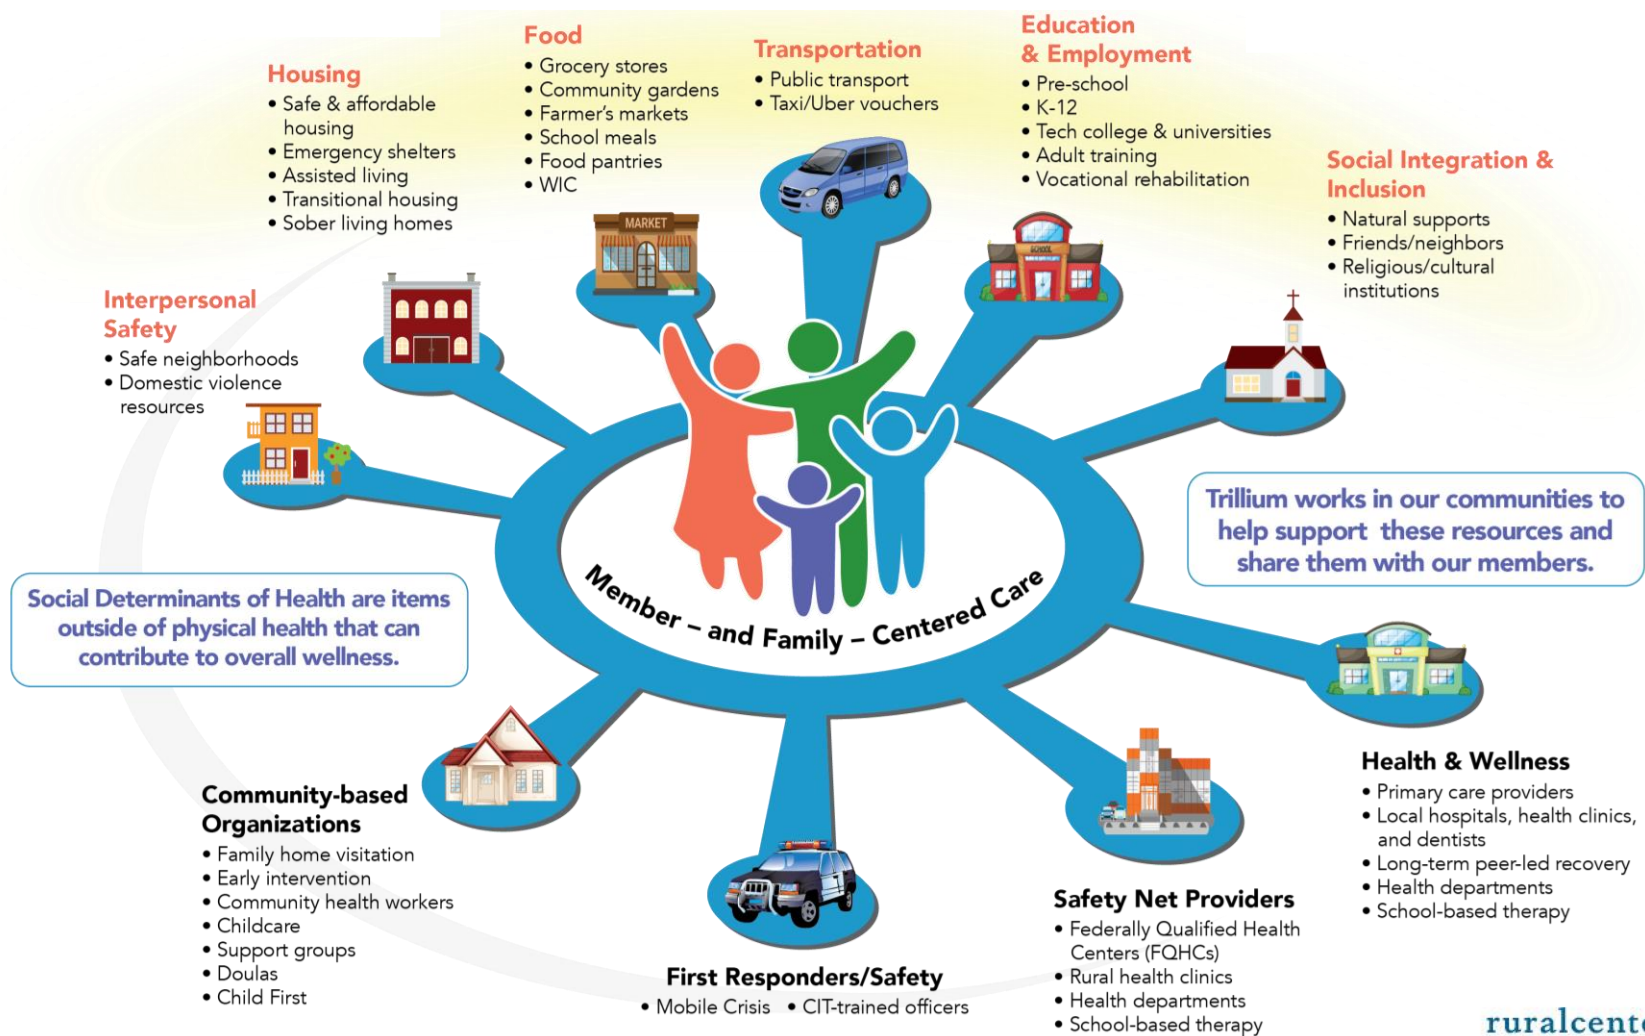 Housing
• Safe & affordable
housing
• Emergency shelters
• Assisted living
• Transitional housing
• Sober living homes
Food
• Grocery stores
• Community gardens
• Farmer's markets
• School meals
• Food pantries
• WIC
Transportation
• Public transport
• Taxi/Uber vouchers
Education
& Employment
• Pre-school
• K-12
• Tech college & universities
• Adult training
• Vocational rehabilitation
Social Integration &
Inclusion
• Natural supports
• Friends/neighbors
• Religious/cultural
institutions
Interpersonal
Safety
• Safe neighborhoods
• Domestic violence
resources
MARKET
SCHOOL
Trillium works in our communities to
help support these resources and
share them with our members.
Social Determinants of Health are items
outside of physical health that can
contribute to overall wellness.
Member – and Family – Centered Care
Community-based
Organizations
• Family home visitation
• Early intervention
• Community health workers
• Childcare
• Support groups
• Doulas
• Child First
First Responders/Safety
• Mobile Crisis • CIT-trained officers
Safety Net Providers
• Federally Qualified Health
Centers (FQHCs)
• Rural health clinics
• Health departments
• School-based therapy
Health & Wellness
• Primary care providers
• Local hospitals, health clinics,
and dentists
• Long-term peer-led recovery
• Health departments
• School-based therapy
ruralcent